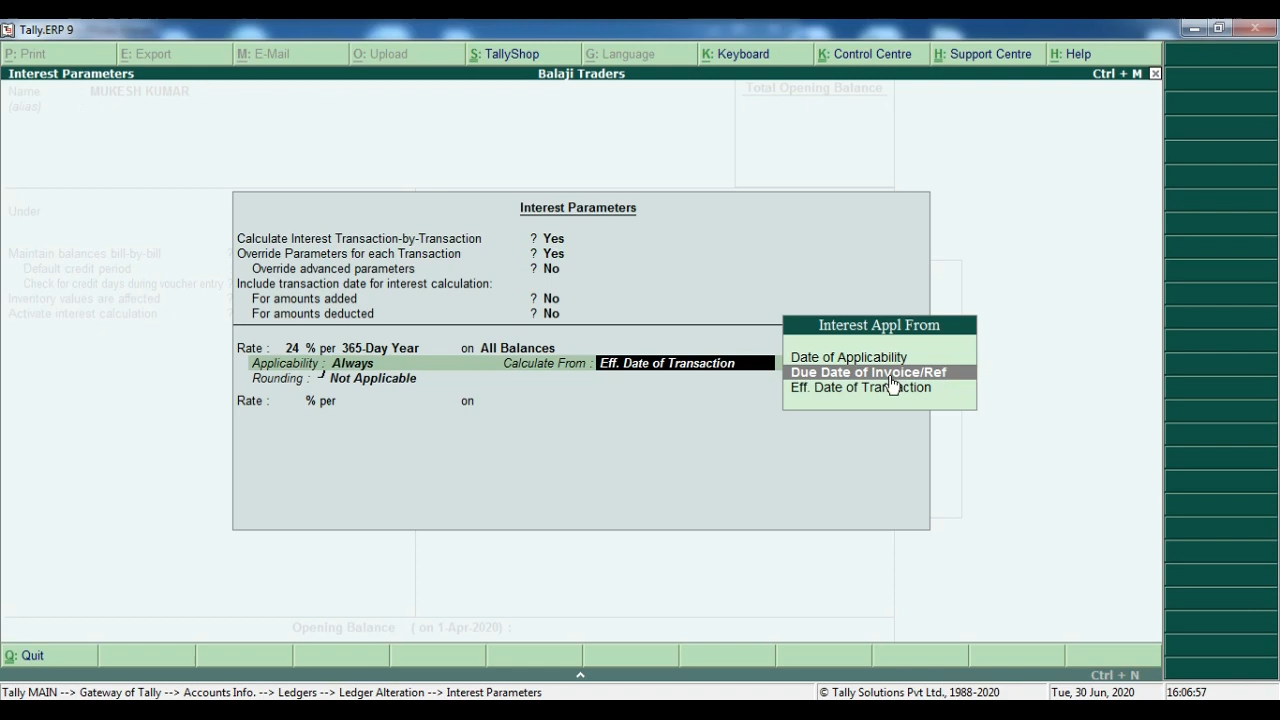 Tally.ERP 9
P: Print E: Export M: E-Mail O: Upload S: TallyShop G: Language K: Keyboard K: Control Centre H: Support Centre H: Help
Interest Parameters Balaji Traders Ctrl + M
Name MUKESH KUMAR Total Opening Balance
(alias)
Interest Parameters
Under
Calculate Interest Transaction-by-Transaction ? Yes
Maintain balances bill-by-bill ? Override Parameters for each Transaction ? Yes
Default credit period Override advanced parameters ? No
Check for credit days during voucher entry ? Include transaction date for interest calculation:
Inventory values are affected ? For amounts added ? No
Activate interest calculation ? For amounts deducted ? No
Interest Appl From
Rate : 24 % per 365-Day Year on All Balances
Date of Applicability
Applicability : Always Calculate From : Eff. Date of Transaction
Due Date of Invoice/Ref
Rounding : Not Applicable
Eff. Date of Transaction
Rate : % per on
Opening Balance ( on 1-Apr-2020) :
Q: Quit
Ctrl + N
Tally MAIN --> Gateway of Tally --> Accounts Info. --> Ledgers --> Ledger Alteration --> Interest Parameters © Tally Solutions Pvt Ltd., 1988-2020 Tue, 30 Jun, 2020 16:06:57